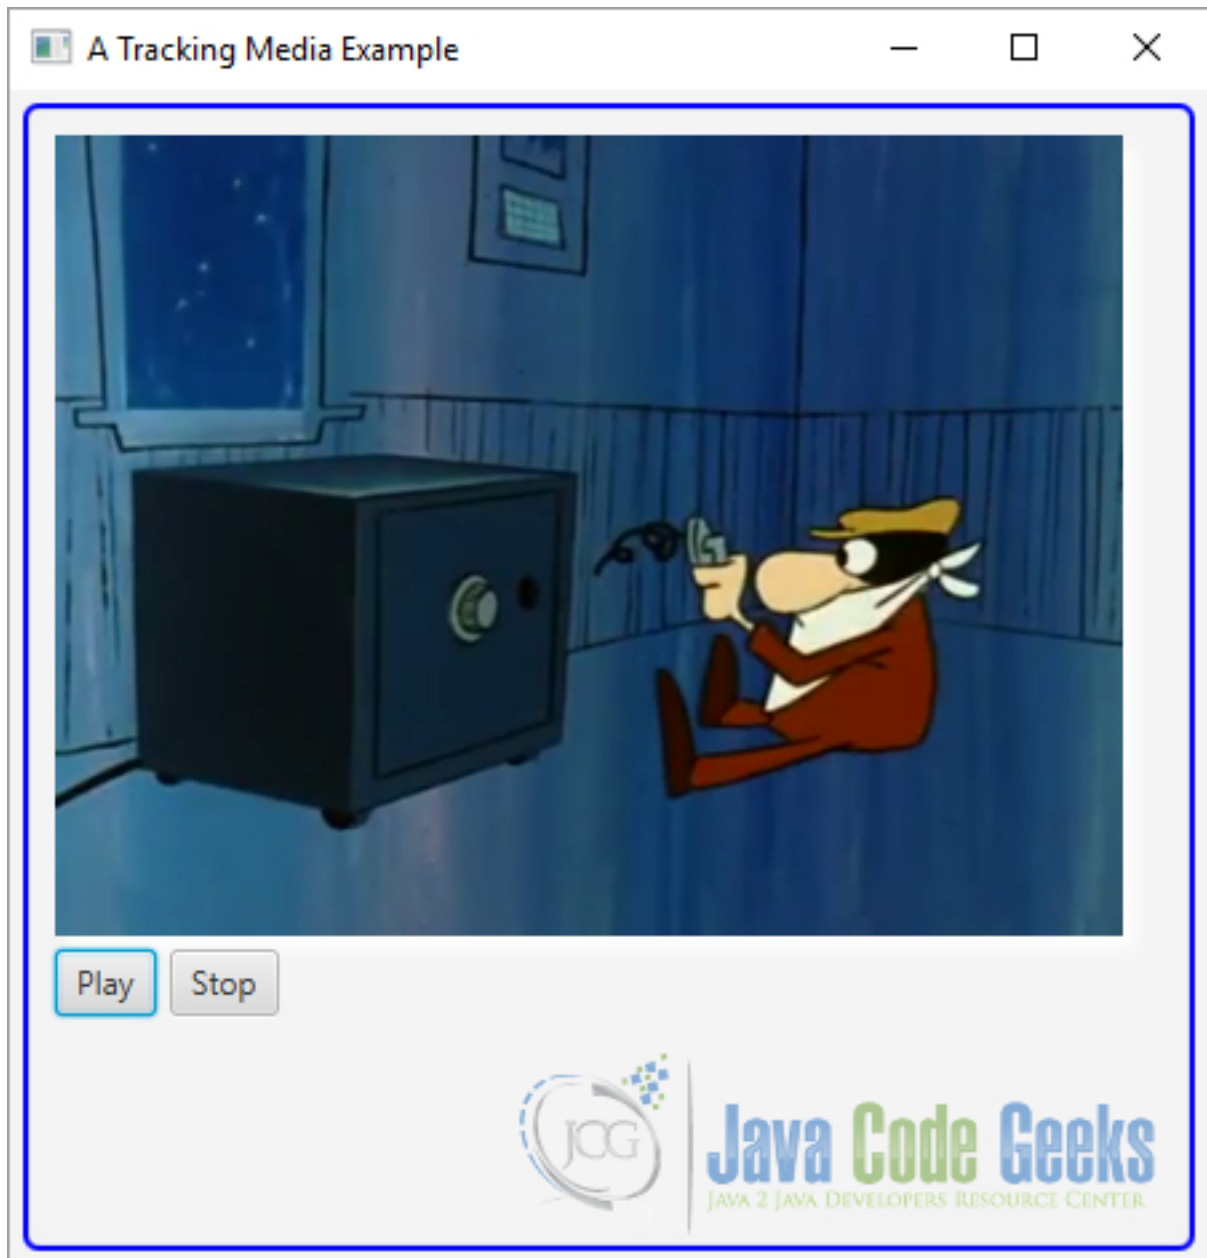 A Tracking Media Example
Play
Stop
JCG
Java Code Geeks
JAVA 2 JAVA DEVELOPERS RESOURCE CENTER